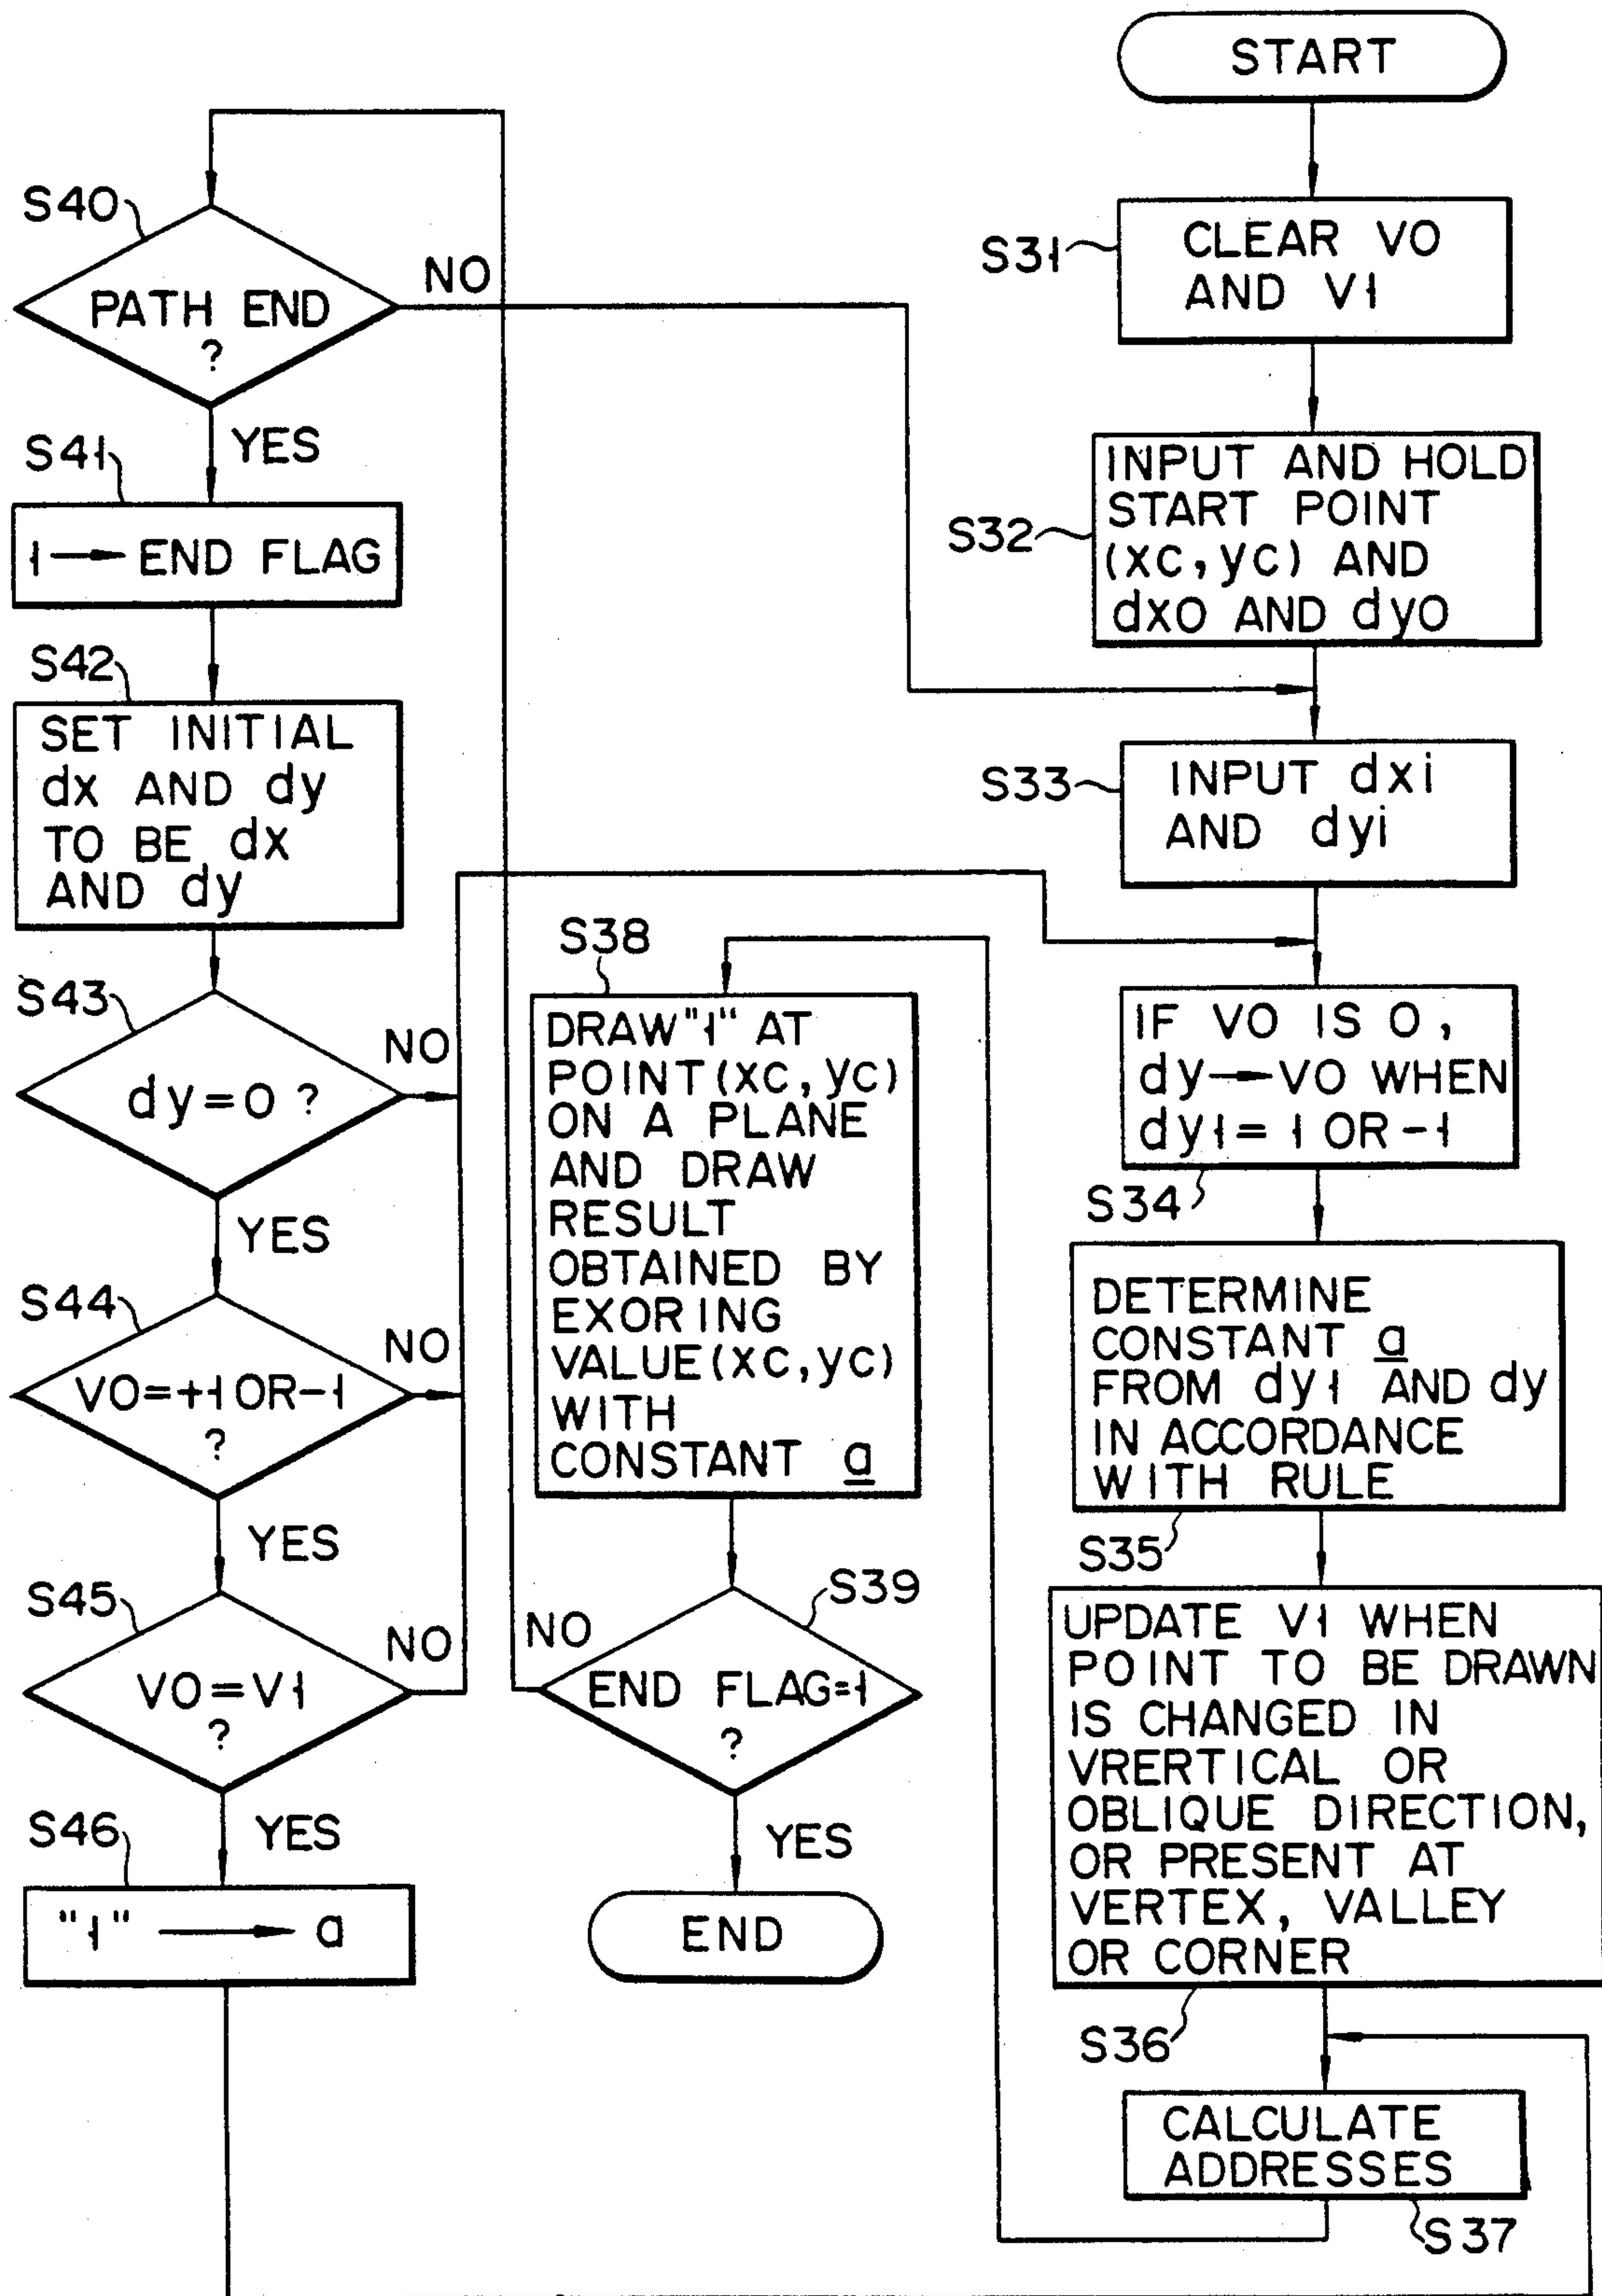 START
S31
CLEAR VO
AND V1
S32
INPUT AND HOLD
START POINT
(xc,yc) AND
dxo AND dyo
S33
INPUT dxi
AND dyi
IF VO IS 0,
dy→VO WHEN
dy1=1 OR-1
S34
DETERMINE
CONSTANT a
FROM dy1 AND dy
IN ACCORDANCE
WITH RULE
S35
UPDATE V1 WHEN
POINT TO BE DRAWN
IS CHANGED IN
VRERTICAL OR
OBLIQUE DIRECTION,
OR PRESENT AT
VERTEX, VALLEY
OR CORNER
S36
CALCULATE
ADDRESSES
S37
S38
DRAW"1" AT
POINT(xc,yc)
ON A PLANE
AND DRAW
RESULT
OBTAINED BY
EXORING
VALUE(xc,yc)
WITH
CONSTANT a
S39
NO
END FLAG=1
?
YES
END
S40
NO
PATH END
?
YES
S41
1→END FLAG
S42
SET INITIAL
dx AND dy
TO BE dx
AND dy
S43
NO
dy=0 ?
YES
S44
NO
VO=+1 OR-1
?
YES
S45
NO
VO=V1
?
YES
S46
"1" → a